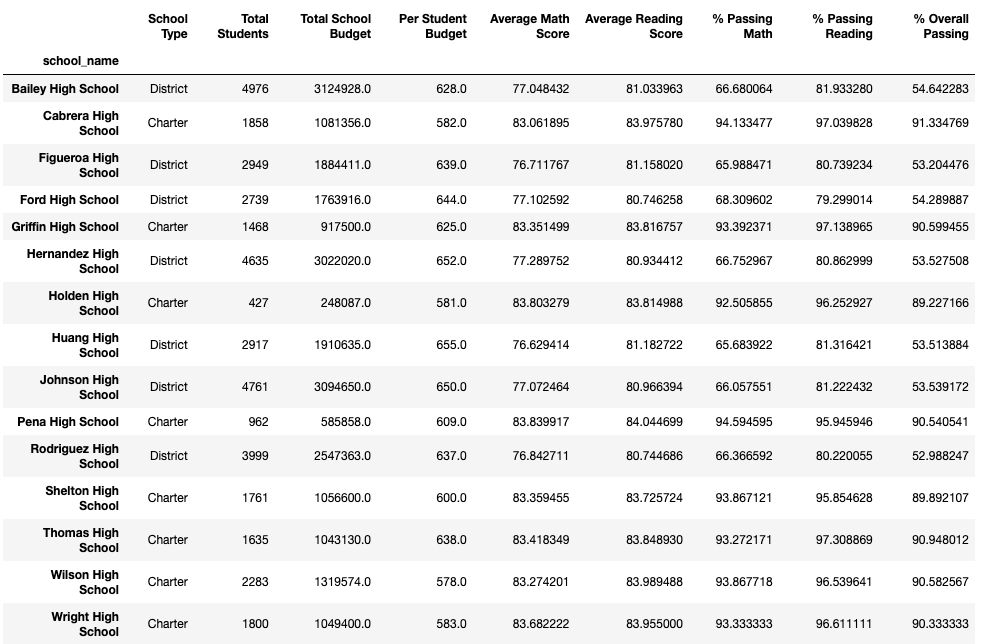 School Type Total Students Total School Budget Per Student Budget Average Math Score Average Reading Score % Passing Math % Passing Reading % Overall Passing
school_name
Bailey High School District 4976 3124928.0 628.0 77.048432 81.033963 66.680064 81.933280 54.642283
Cabrera High School Charter 1858 1081356.0 582.0 83.061895 83.975780 94.133477 97.039828 91.334769
Figueroa High School District 2949 1884411.0 639.0 76.711767 81.158020 65.988471 80.739234 53.204476
Ford High School District 2739 1763916.0 644.0 77.102592 80.746258 68.309602 79.299014 54.289887
Griffin High School Charter 1468 917500.0 625.0 83.351499 83.816757 93.392371 97.138965 90.599455
Hernandez High School District 4635 3022020.0 652.0 77.289752 80.934412 66.752967 80.862999 53.527508
Holden High School Charter 427 248087.0 581.0 83.803279 83.814988 92.505855 96.252927 89.227166
Huang High School District 2917 1910635.0 655.0 76.629414 81.182722 65.683922 81.316421 53.513884
Johnson High School District 4761 3094650.0 650.0 77.072464 80.966394 66.057551 81.222432 53.539172
Pena High School Charter 962 585858.0 609.0 83.839917 84.044699 94.594595 95.945946 90.540541
Rodriguez High School District 3999 2547363.0 637.0 76.842711 80.744686 66.366592 80.220055 52.988247
Shelton High School Charter 1761 1056600.0 600.0 83.359455 83.725724 93.867121 95.854628 89.892107
Thomas High School Charter 1635 1043130.0 638.0 83.418349 83.848930 93.272171 97.308869 90.948012
Wilson High School Charter 2283 1319574.0 578.0 83.274201 83.989488 93.867718 96.539641 90.582567
Wright High School Charter 1800 1049400.0 583.0 83.682222 83.955000 93.333333 96.611111 90.333333